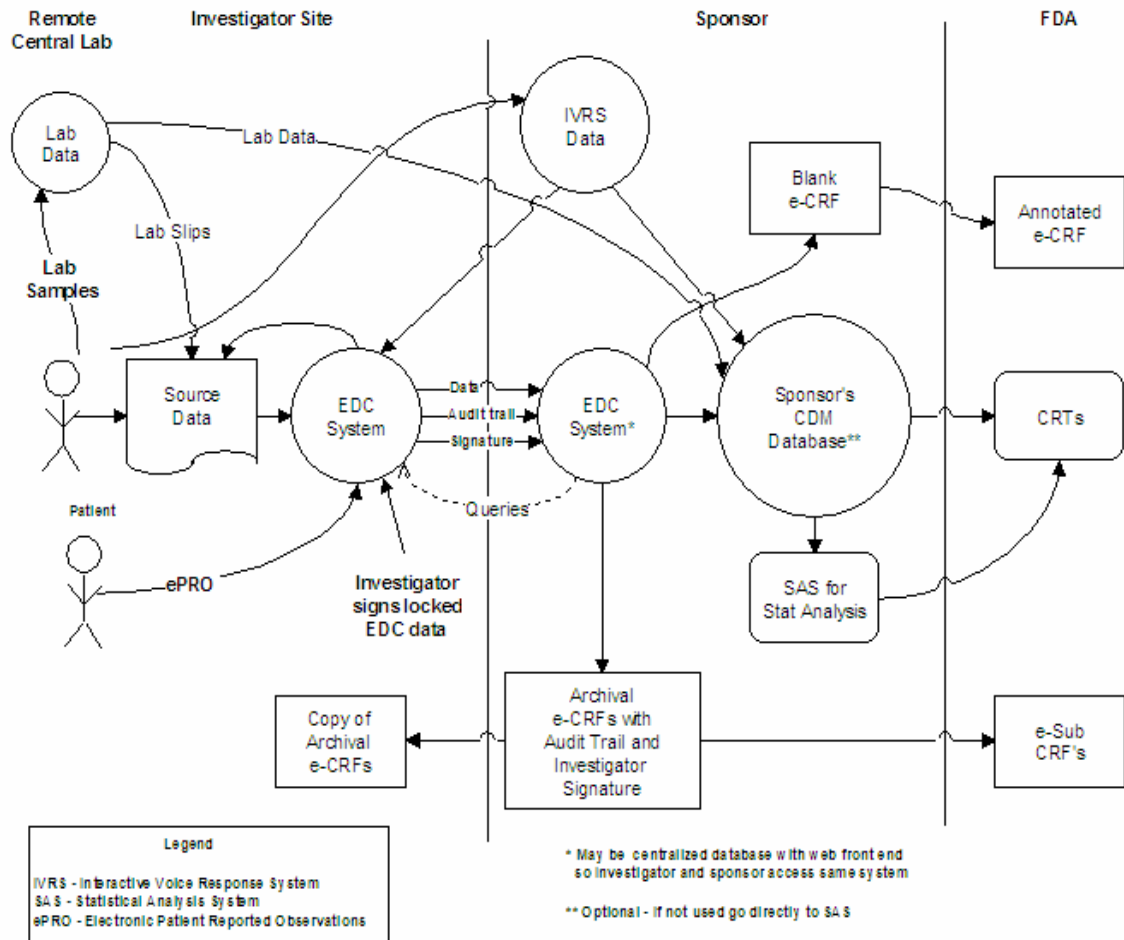 Remote
Central Lab
Investigator Site
Sponsor
FDA
Lab
Data
Lab Data
IVRS
Data
Blank
e-CRF
Annotated
e-CRF
Lab Slips
Lab
Samples
Source
Data
EDC
System
Data
Audit trail
Signature
EDC
System*
Sponsor's
CDM
Database**
CRTs
Queries
Patient
ePRO
Investigator
signs locked
EDC data
SAS for
Stat Analysis
Copy of
Archival
e-CRFs
Archival
e-CRFs with
Audit Trail and
Investigator
Signature
e-Sub
CRF's
Legend
IVRS - Interactive Voice Response System
SAS - Statistical Analysis System
ePRO - Electronic Patient Reported Observations
* May be centralized database with web front end
so investigator and sponsor access same system
** Optional - if not used go directly to SAS